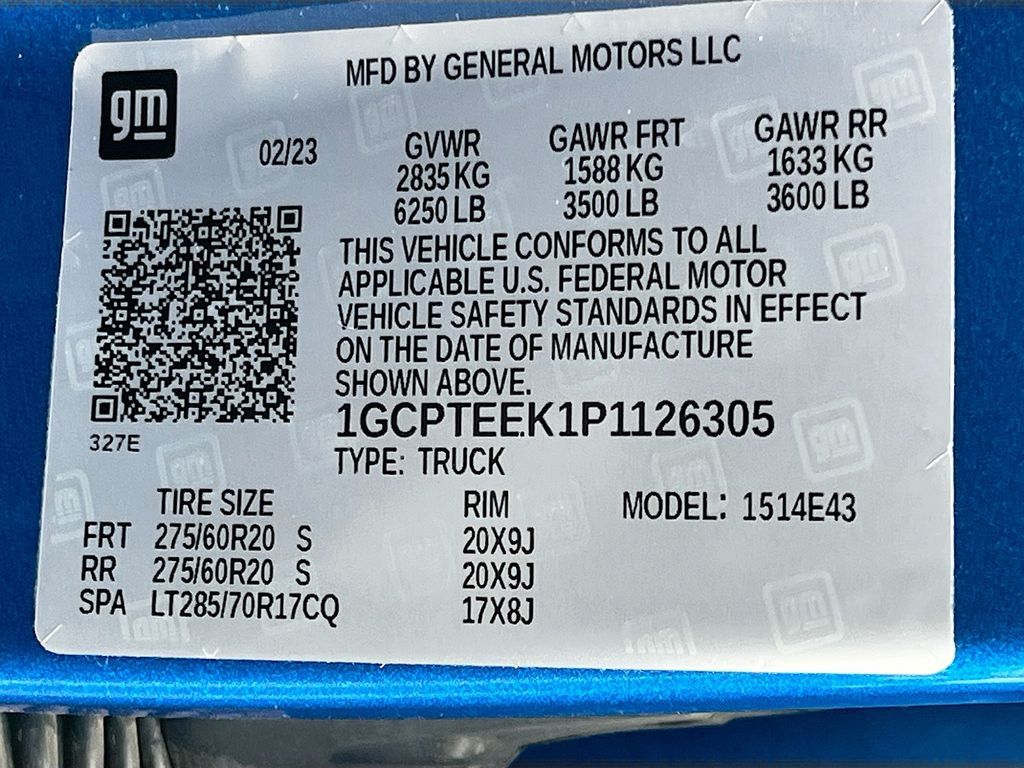 MFD BY GENERAL MOTORS LLC
gm
02/23 GVWR GAWR FRT GAWR RR
2835 KG 1588 KG 1633 KG
6250 LB 3500 LB 3600 LB
THIS VEHICLE CONFORMS TO ALL
APPLICABLE U.S. FEDERAL MOTOR
VEHICLE SAFETY STANDARDS IN EFFECT
ON THE DATE OF MANUFACTURE
SHOWN ABOVE.
1GCPTEEK1P1126305
327E
TYPE: TRUCK
TIRE SIZE RIM MODEL: 1514E43
FRT 275/60R20 S 20X9J
RR 275/60R20 S 20X9J
SPA LT285/70R17CQ 17X8J